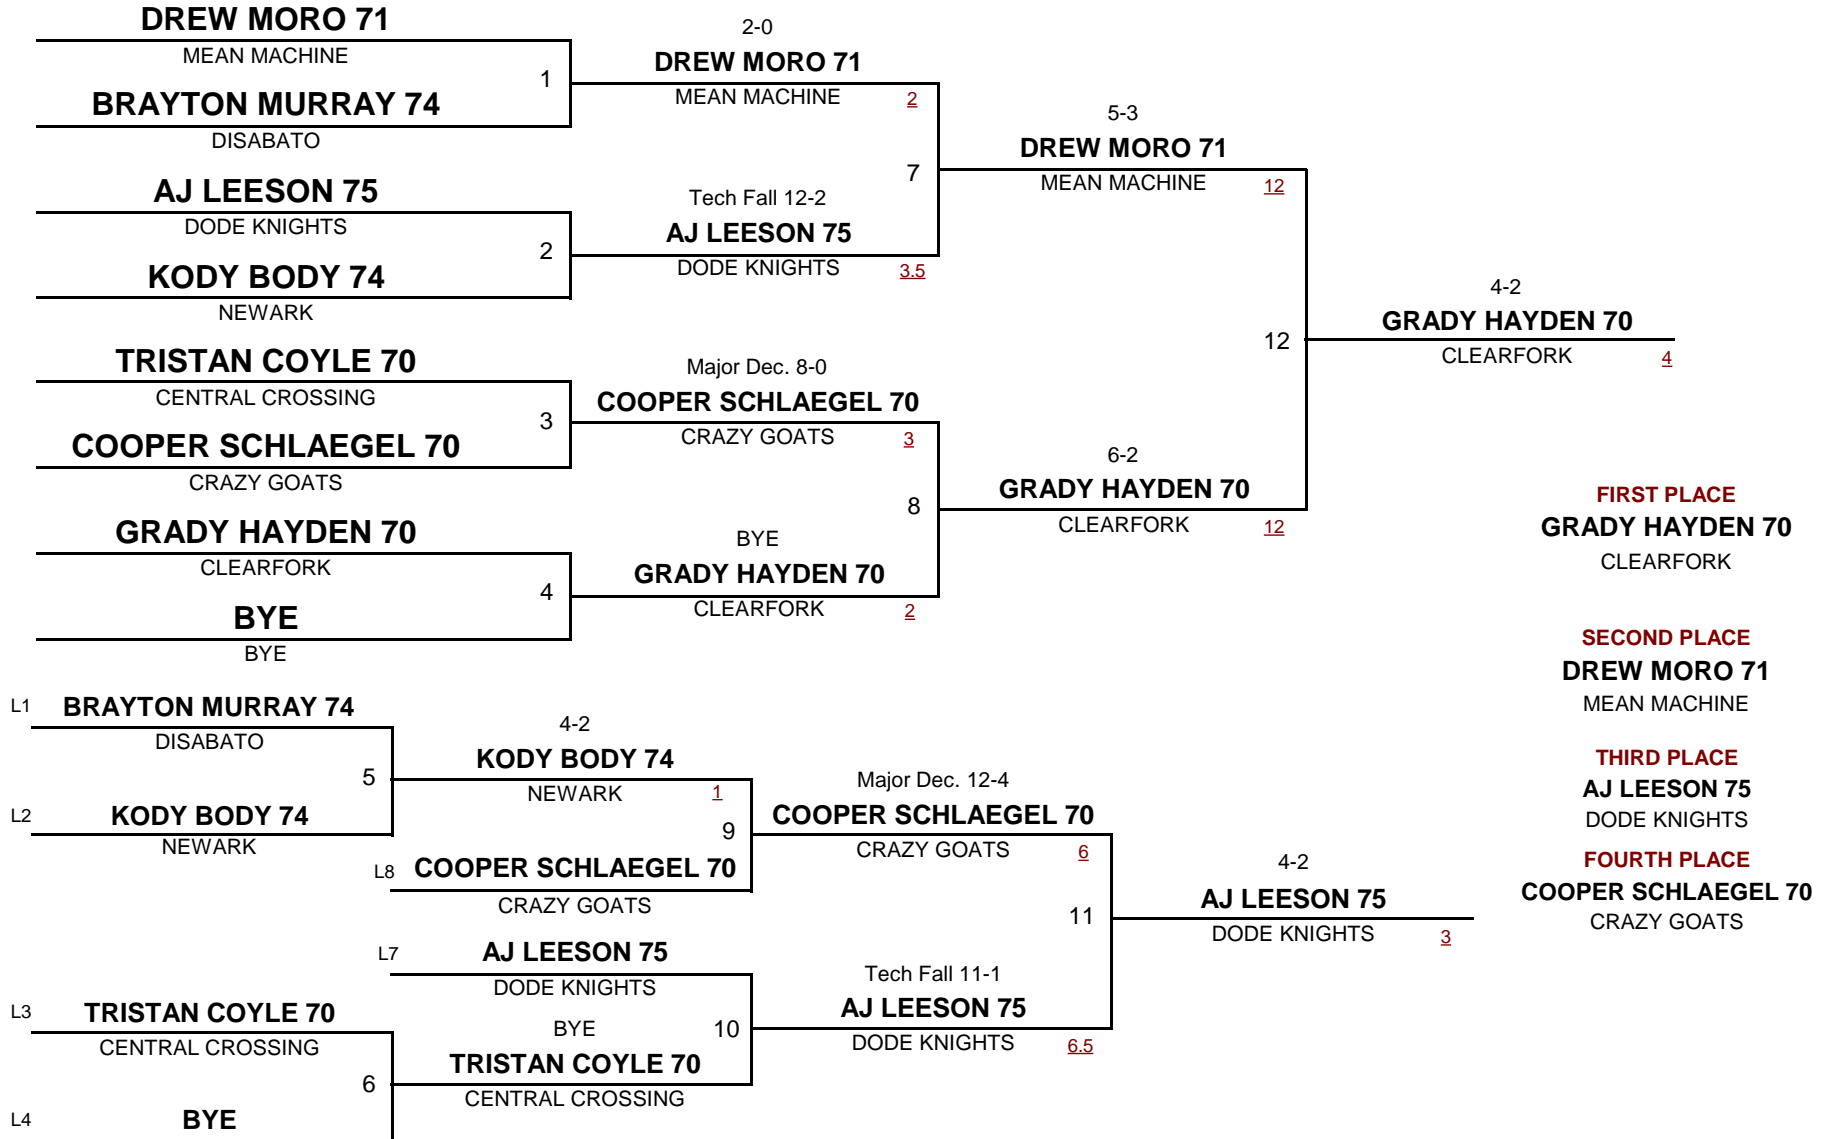 DREW MORO 71
MEAN MACHINE
1
BRAYTON MURRAY 74
DISABATO
AJ LEESON 75
DODE KNIGHTS
2
KODY BODY 74
NEWARK
TRISTAN COYLE 70
CENTRAL CROSSING
3
COOPER SCHLAEGEL 70
CRAZY GOATS
GRADY HAYDEN 70
CLEARFORK
4
BYE
BYE
2-0
DREW MORO 71
MEAN MACHINE 2
7
Tech Fall 12-2
AJ LEESON 75
DODE KNIGHTS 3.5
Major Dec. 8-0
COOPER SCHLAEGEL 70
CRAZY GOATS 3
8
BYE
GRADY HAYDEN 70
CLEARFORK 2
5-3
DREW MORO 71
MEAN MACHINE 12
12
6-2
GRADY HAYDEN 70
CLEARFORK 12
4-2
GRADY HAYDEN 70
CLEARFORK 4
FIRST PLACE
GRADY HAYDEN 70
CLEARFORK
SECOND PLACE
DREW MORO 71
MEAN MACHINE
THIRD PLACE
AJ LEESON 75
DODE KNIGHTS
FOURTH PLACE
COOPER SCHLAEGEL 70
CRAZY GOATS
L1 BRAYTON MURRAY 74
DISABATO
5
L2 KODY BODY 74
NEWARK
L3 TRISTAN COYLE 70
CENTRAL CROSSING
6
L4 BYE
4-2
KODY BODY 74
NEWARK 1
9
L8 COOPER SCHLAEGEL 70
CRAZY GOATS
L7 AJ LEESON 75
DODE KNIGHTS
BYE 10
TRISTAN COYLE 70
CENTRAL CROSSING
Major Dec. 12-4
COOPER SCHLAEGEL 70
CRAZY GOATS 6
11
Tech Fall 11-1
AJ LEESON 75
DODE KNIGHTS 6.5
4-2
AJ LEESON 75
DODE KNIGHTS 3